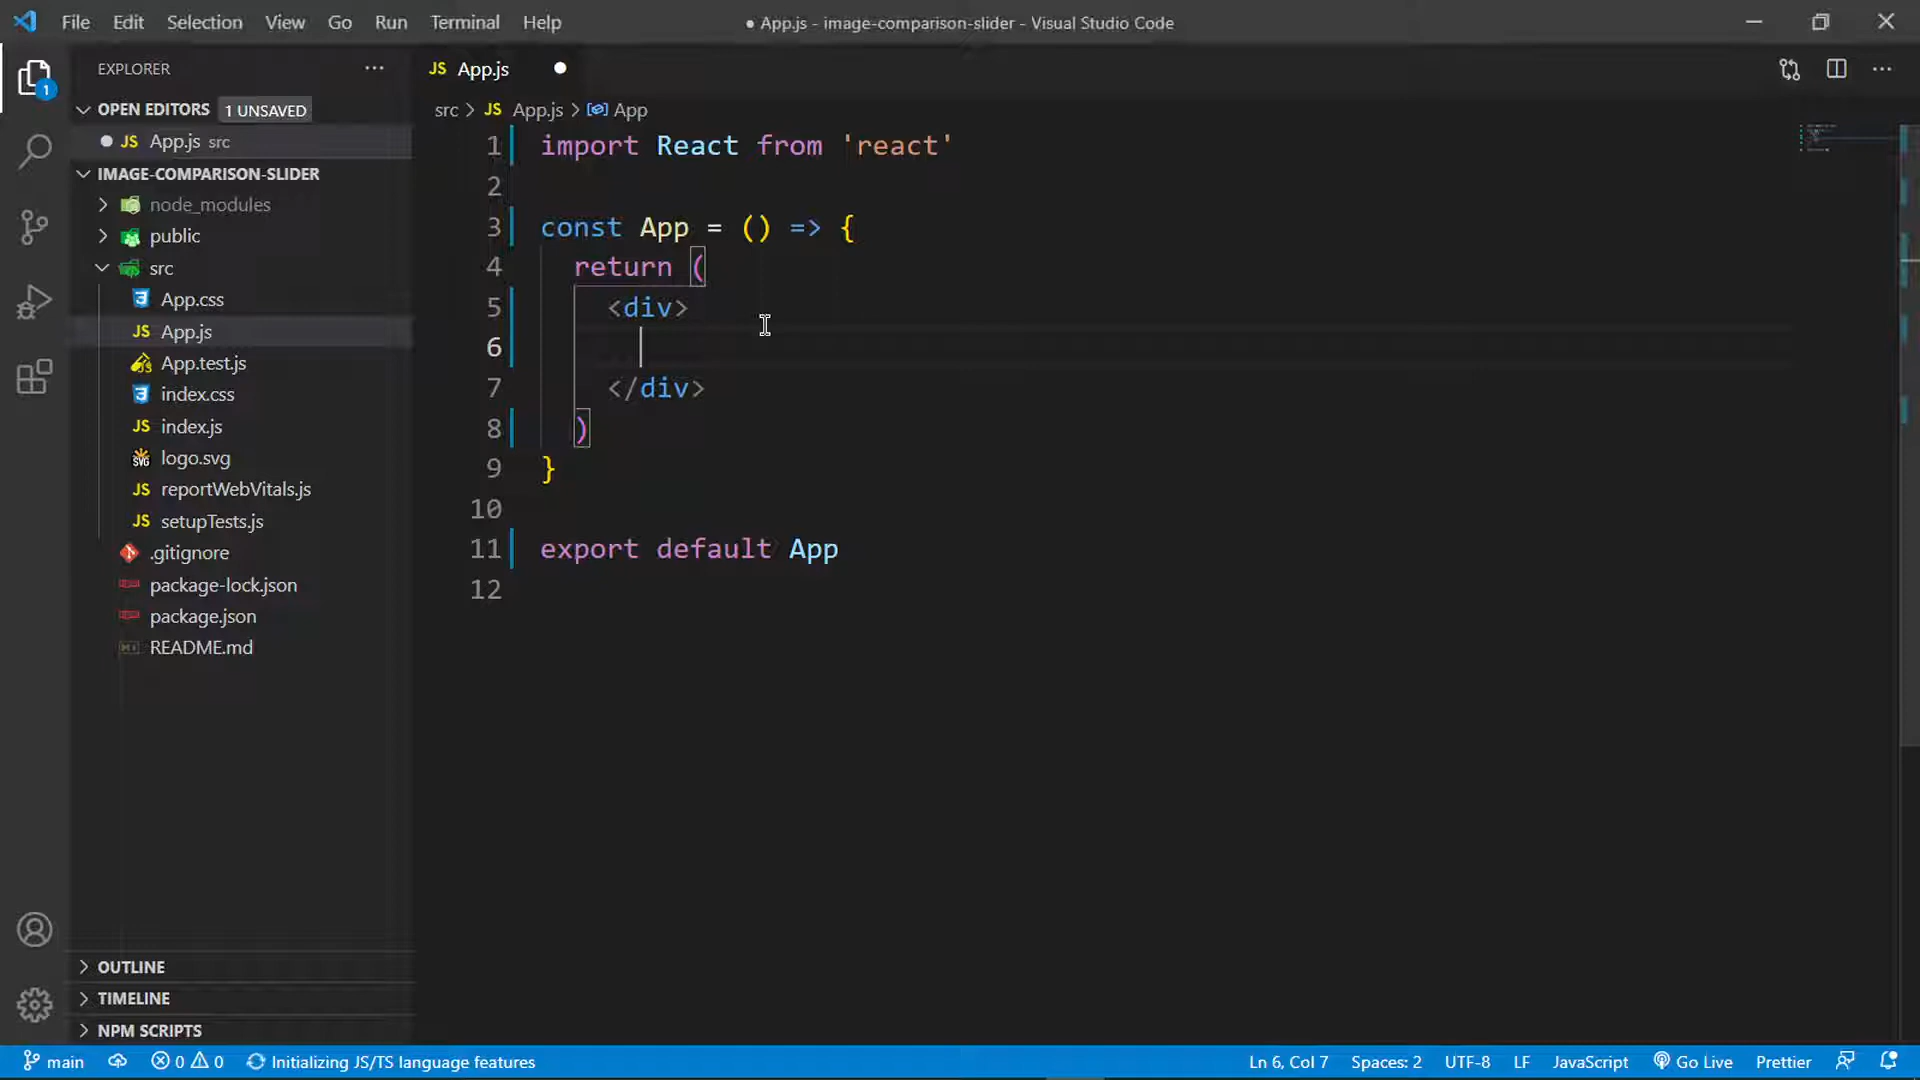 File Edit Selection View Go Run Terminal Help
● App.js - image-comparison-slider - Visual Studio Code
EXPLORER
1
OPEN EDITORS 1 UNSAVED
JS App.js src
IMAGE-COMPARISON-SLIDER
node_modules
public
src
App.css
JS App.js
App.test.js
index.css
JS index.js
SVG logo.svg
JS reportWebVitals.js
JS setupTests.js
.gitignore
package-lock.json
package.json
README.md
OUTLINE
TIMELINE
NPM SCRIPTS
JS App.js
src > JS App.js > App
1 import React from 'react'
2
3 const App = () => {
4 return (
5 <div>
6
7 </div>
8 )
9 }
10
11 export default App
12
main 0 0 Initializing JS/TS language features Ln 6, Col 7 Spaces: 2 UTF-8 LF JavaScript Go Live Prettier